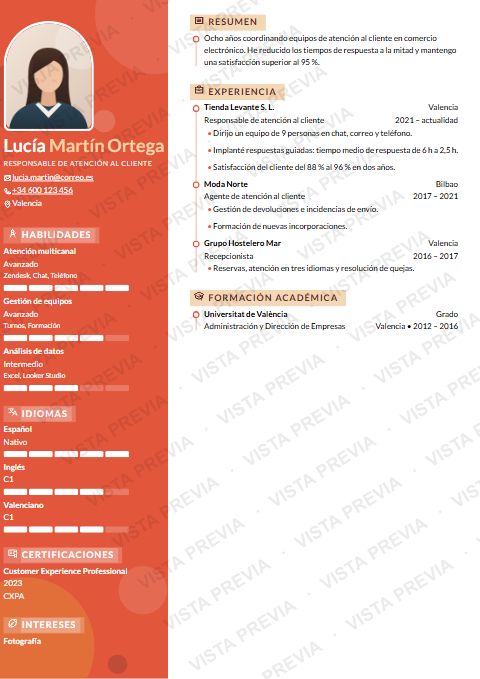 Lucía Martín Ortega
RESPONSABLE DE ATENCIÓN AL CLIENTE
lucia.martin@correo.es
+34 600 123 456
Valencia
HABILIDADES
Atención multicanal
Avanzado
Zendesk, Chat, Teléfono
Gestión de equipos
Avanzado
Turnos, Formación
Análisis de datos
Intermedio
Excel, Looker Studio
IDIOMAS
Español
Nativo
Inglés
C1
Valenciano
C1
CERTIFICACIONES
Customer Experience Professional
2023
CXPA
INTERESES
Fotografía
RESUMEN
Ocho años coordinando equipos de atención al cliente en comercio
electrónico. He reducido los tiempos de respuesta a la mitad y mantengo
una satisfacción superior al 95 %.
EXPERIENCIA
Tienda Levante S. L. Valencia
Responsable de atención al cliente 2021 – actualidad
• Dirijo un equipo de 9 personas en chat, correo y teléfono.
• Implanté respuestas guiadas: tiempo medio de respuesta de 6 h a 2,5 h.
• Satisfacción del cliente del 88 % al 96 % en dos años.
Moda Norte Bilbao
Agente de atención al cliente 2017 – 2021
• Gestión de devoluciones e incidencias de envío.
• Formación de nuevas incorporaciones.
Grupo Hostelero Mar Valencia
Recepcionista 2016 – 2017
• Reservas, atención en tres idiomas y resolución de quejas.
FORMACIÓN ACADÉMICA
Universitat de València Grado
Administración y Dirección de Empresas Valencia • 2012 – 2016
VISTA PREVIA · VISTA PREVIA · VISTA PREVIA